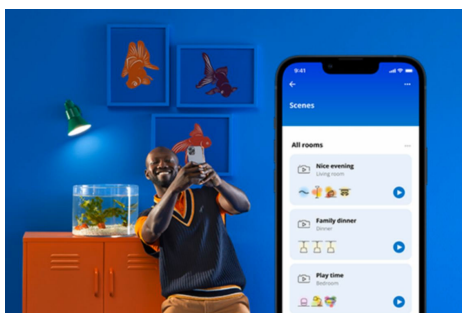 9:41
Scenes
All rooms
Nice evening
Living room
Family dinner
Dinner
Play time
Bedroom